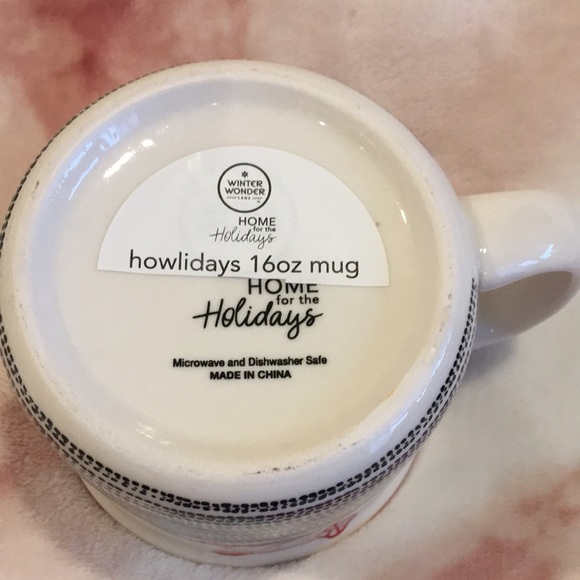 WINTER
WONDER
LANE
HOME
for the
Holidays
howlidays 16oz mug
HOME
for the
Holidays
Microwave and Dishwasher Safe
MADE IN CHINA